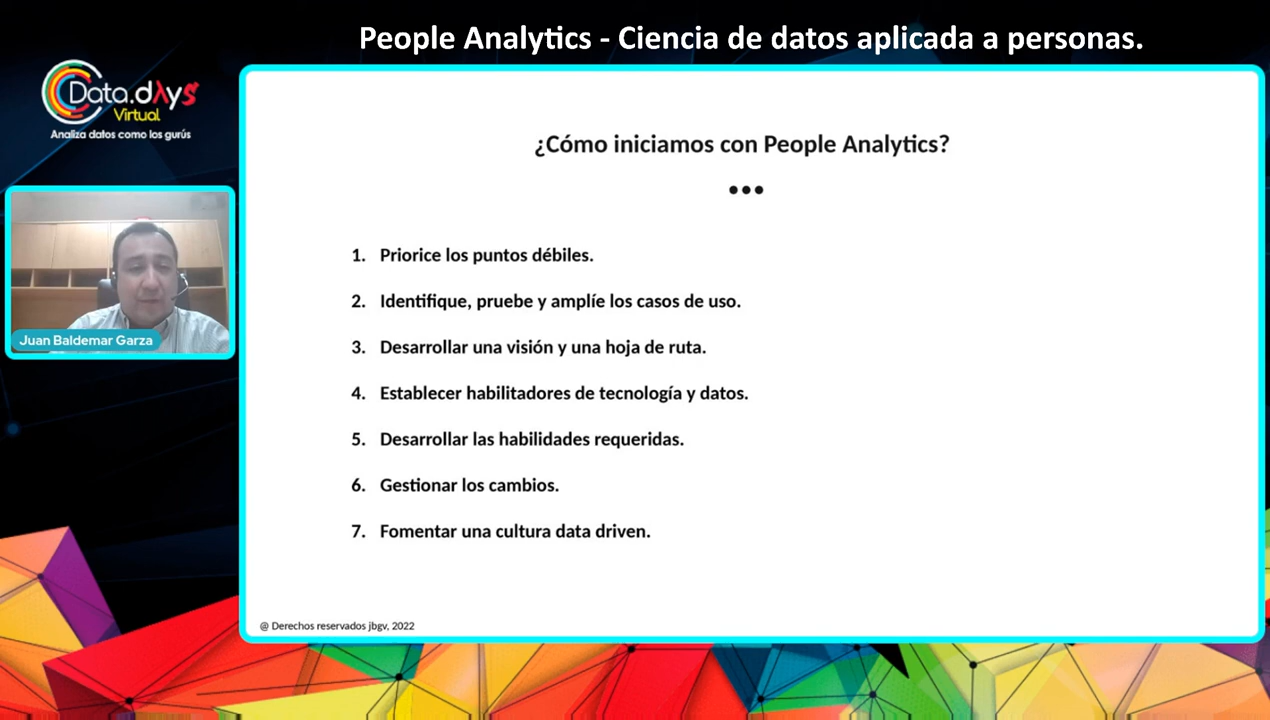 People Analytics - Ciencia de datos aplicada a personas.
Data.dAys
Virtual
Analiza datos como los gurús
Juan Baldemar Garza
¿Cómo iniciamos con People Analytics?
1. Priorice los puntos débiles.
2. Identifique, pruebe y amplíe los casos de uso.
3. Desarrollar una visión y una hoja de ruta.
4. Establecer habilitadores de tecnología y datos.
5. Desarrollar las habilidades requeridas.
6. Gestionar los cambios.
7. Fomentar una cultura data driven.
@ Derechos reservados jbgv, 2022